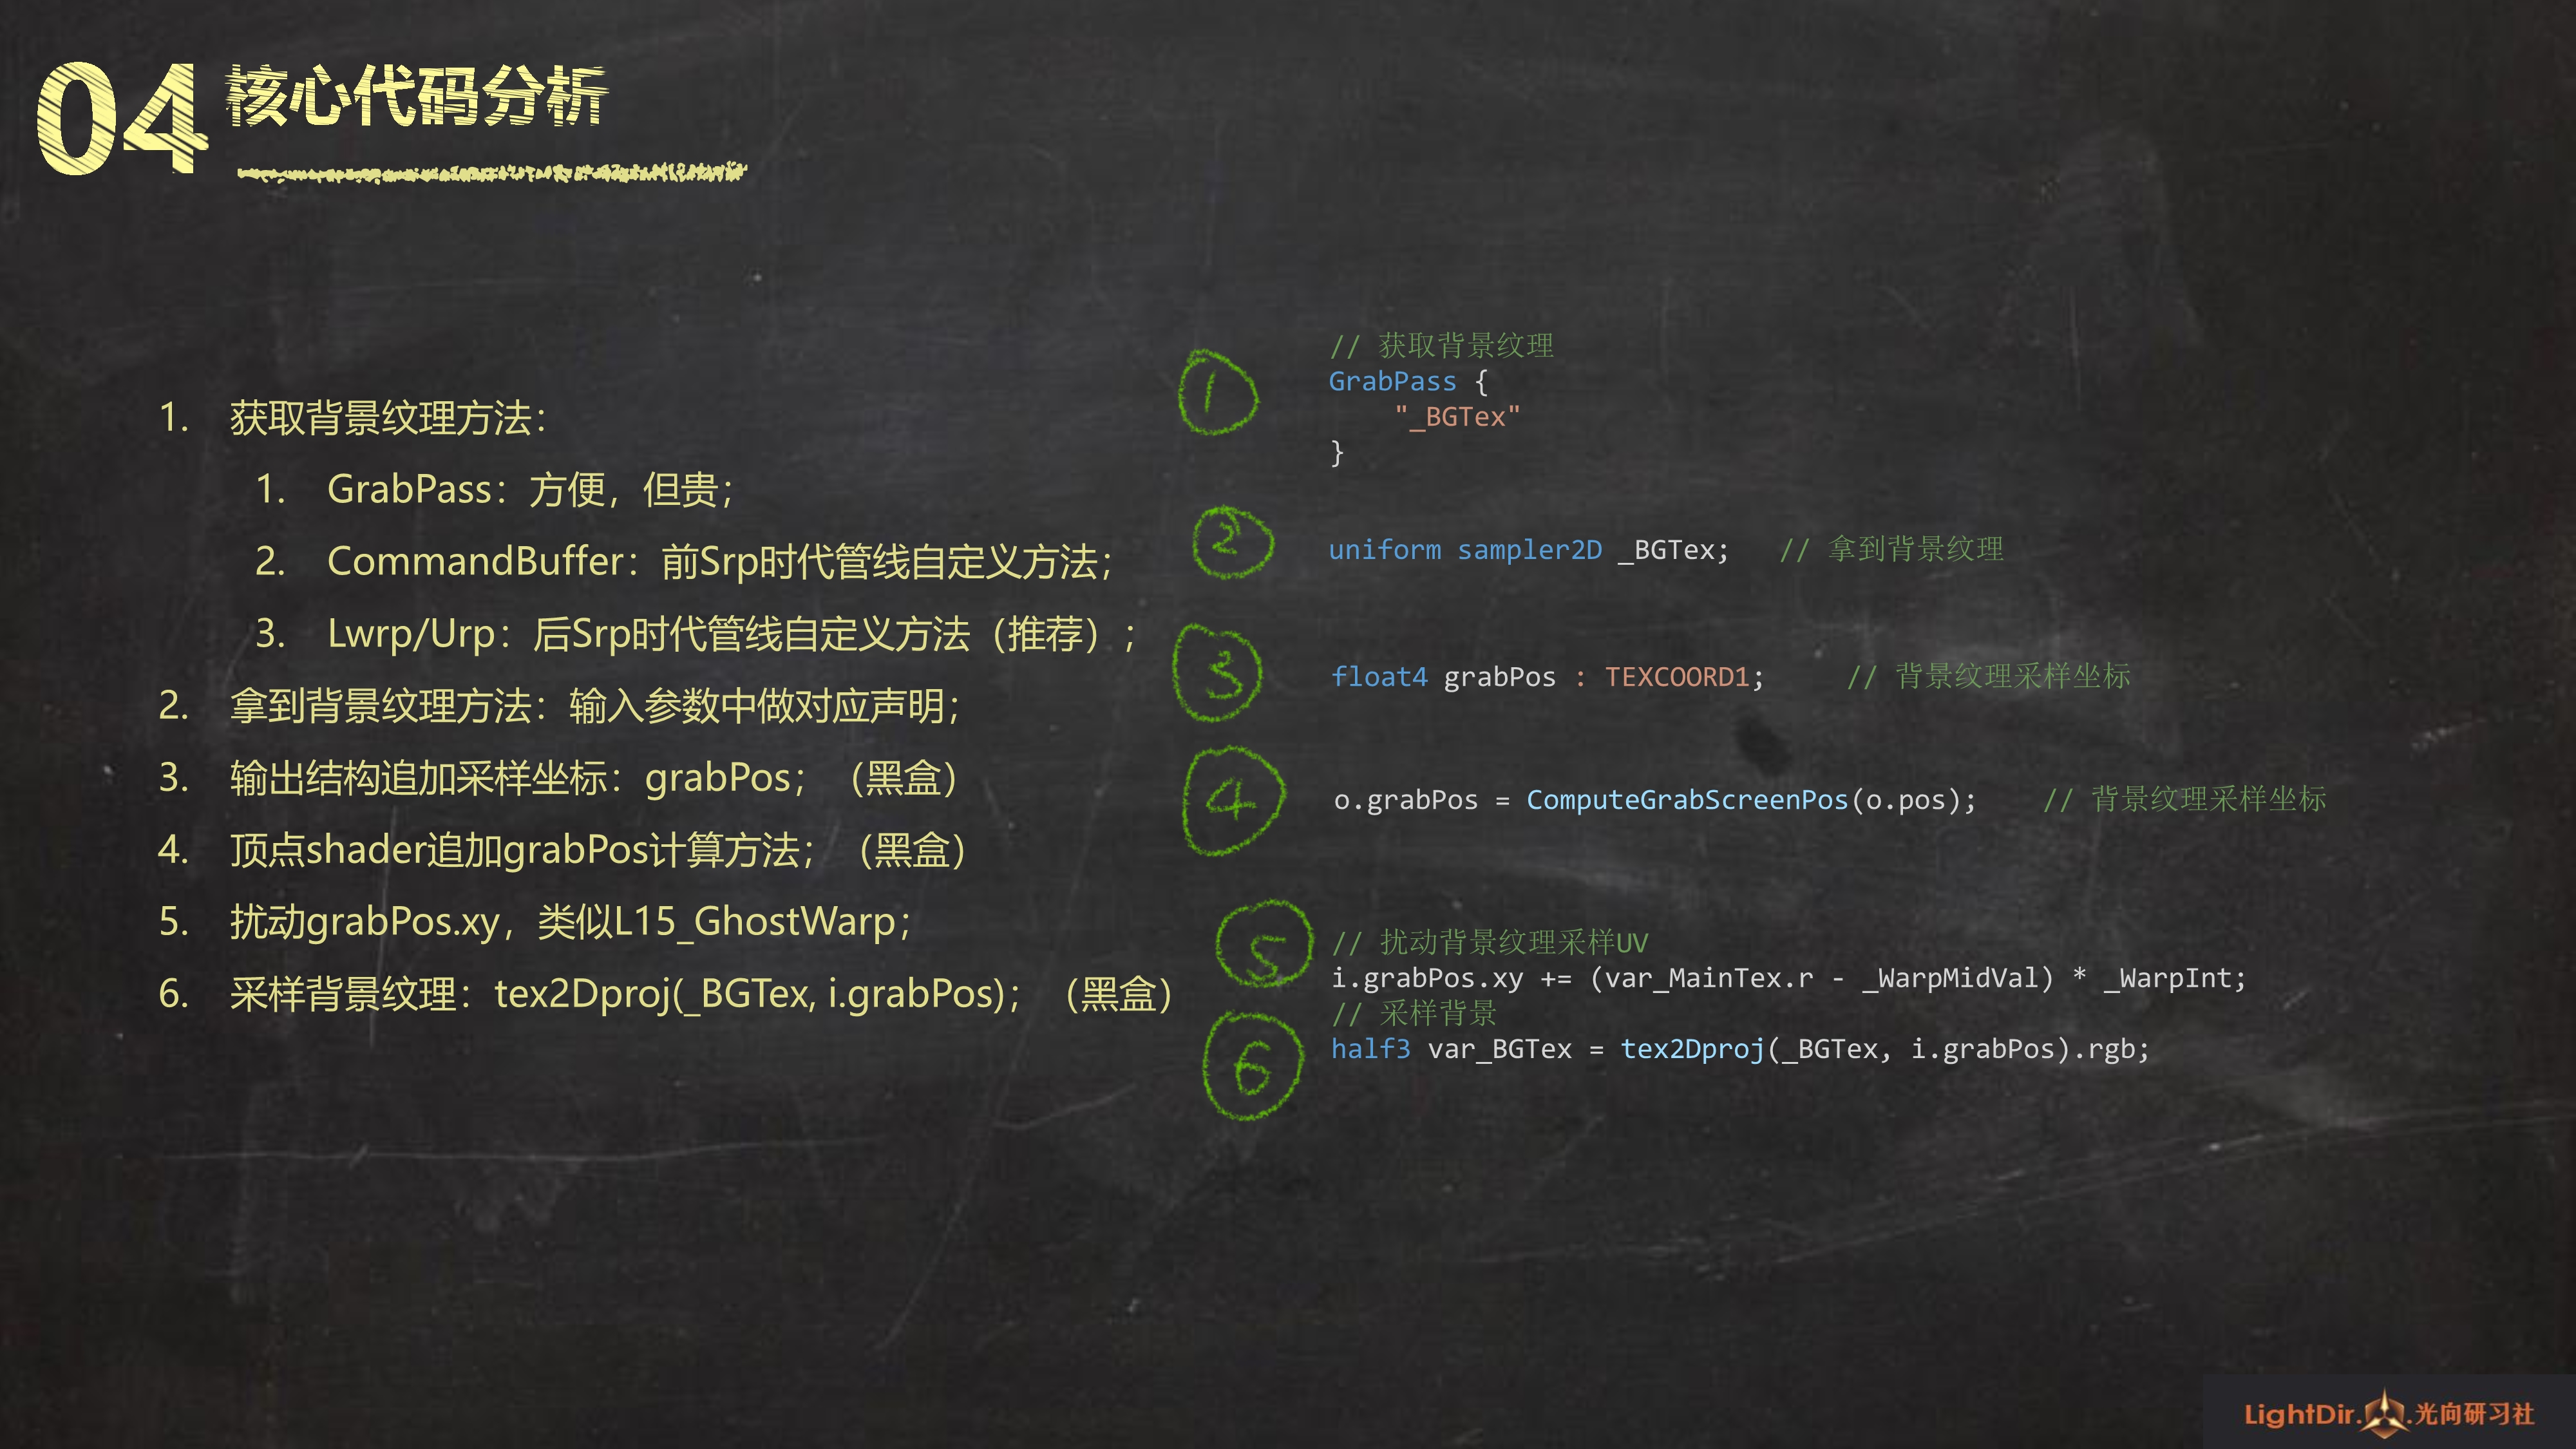 04 核心代码分析
1. 获取背景纹理方法：
1. GrabPass：方便，但贵；
2. CommandBuffer：前Srp时代管线自定义方法；
3. Lwrp/Urp：后Srp时代管线自定义方法（推荐）；
2. 拿到背景纹理方法：输入参数中做对应声明；
3. 输出结构追加采样坐标：grabPos；（黑盒）
4. 顶点shader追加grabPos计算方法；（黑盒）
5. 扰动grabPos.xy，类似L15_GhostWarp；
6. 采样背景纹理：tex2Dproj(_BGTex, i.grabPos)；（黑盒）
1
// 获取背景纹理
GrabPass {
"_BGTex"
}
2
uniform sampler2D _BGTex; // 拿到背景纹理
3
float4 grabPos : TEXCOORD1; // 背景纹理采样坐标
4
o.grabPos = ComputeGrabScreenPos(o.pos); // 背景纹理采样坐标
5
// 扰动背景纹理采样UV
i.grabPos.xy += (var_MainTex.r - _WarpMidVal) * _WarpInt;
6
// 采样背景
half3 var_BGTex = tex2Dproj(_BGTex, i.grabPos).rgb;
LightDir. .光向研习社